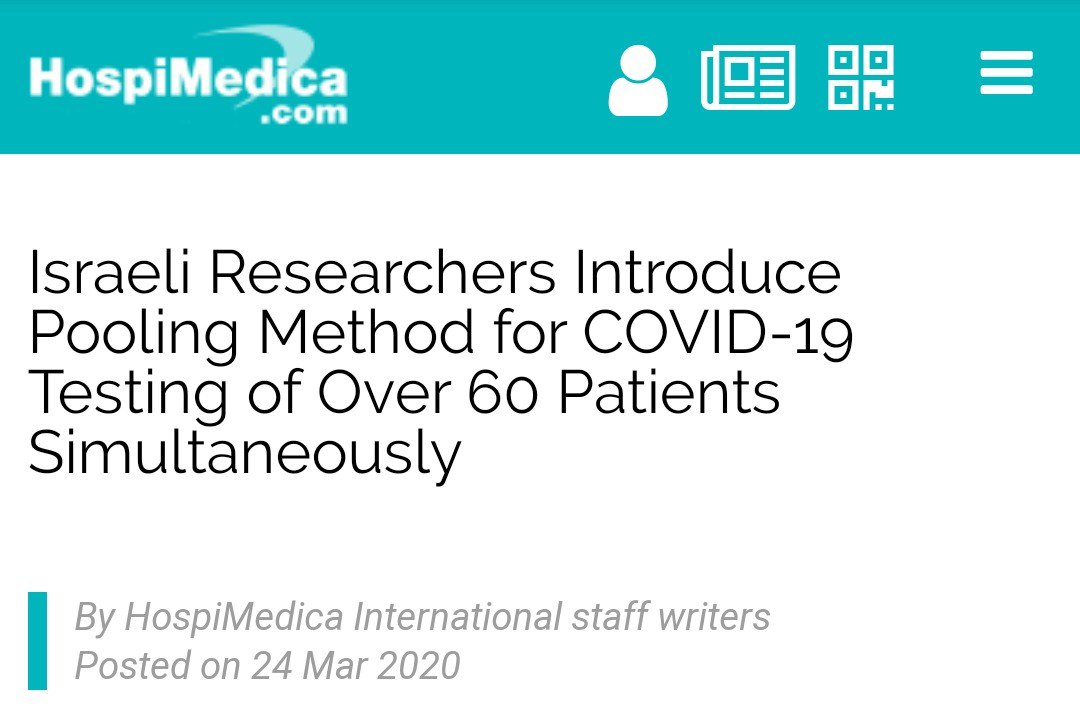 HospiMedica
.com
Israeli Researchers Introduce
Pooling Method for COVID-19
Testing of Over 60 Patients
Simultaneously
By HospiMedica International staff writers
Posted on 24 Mar 2020